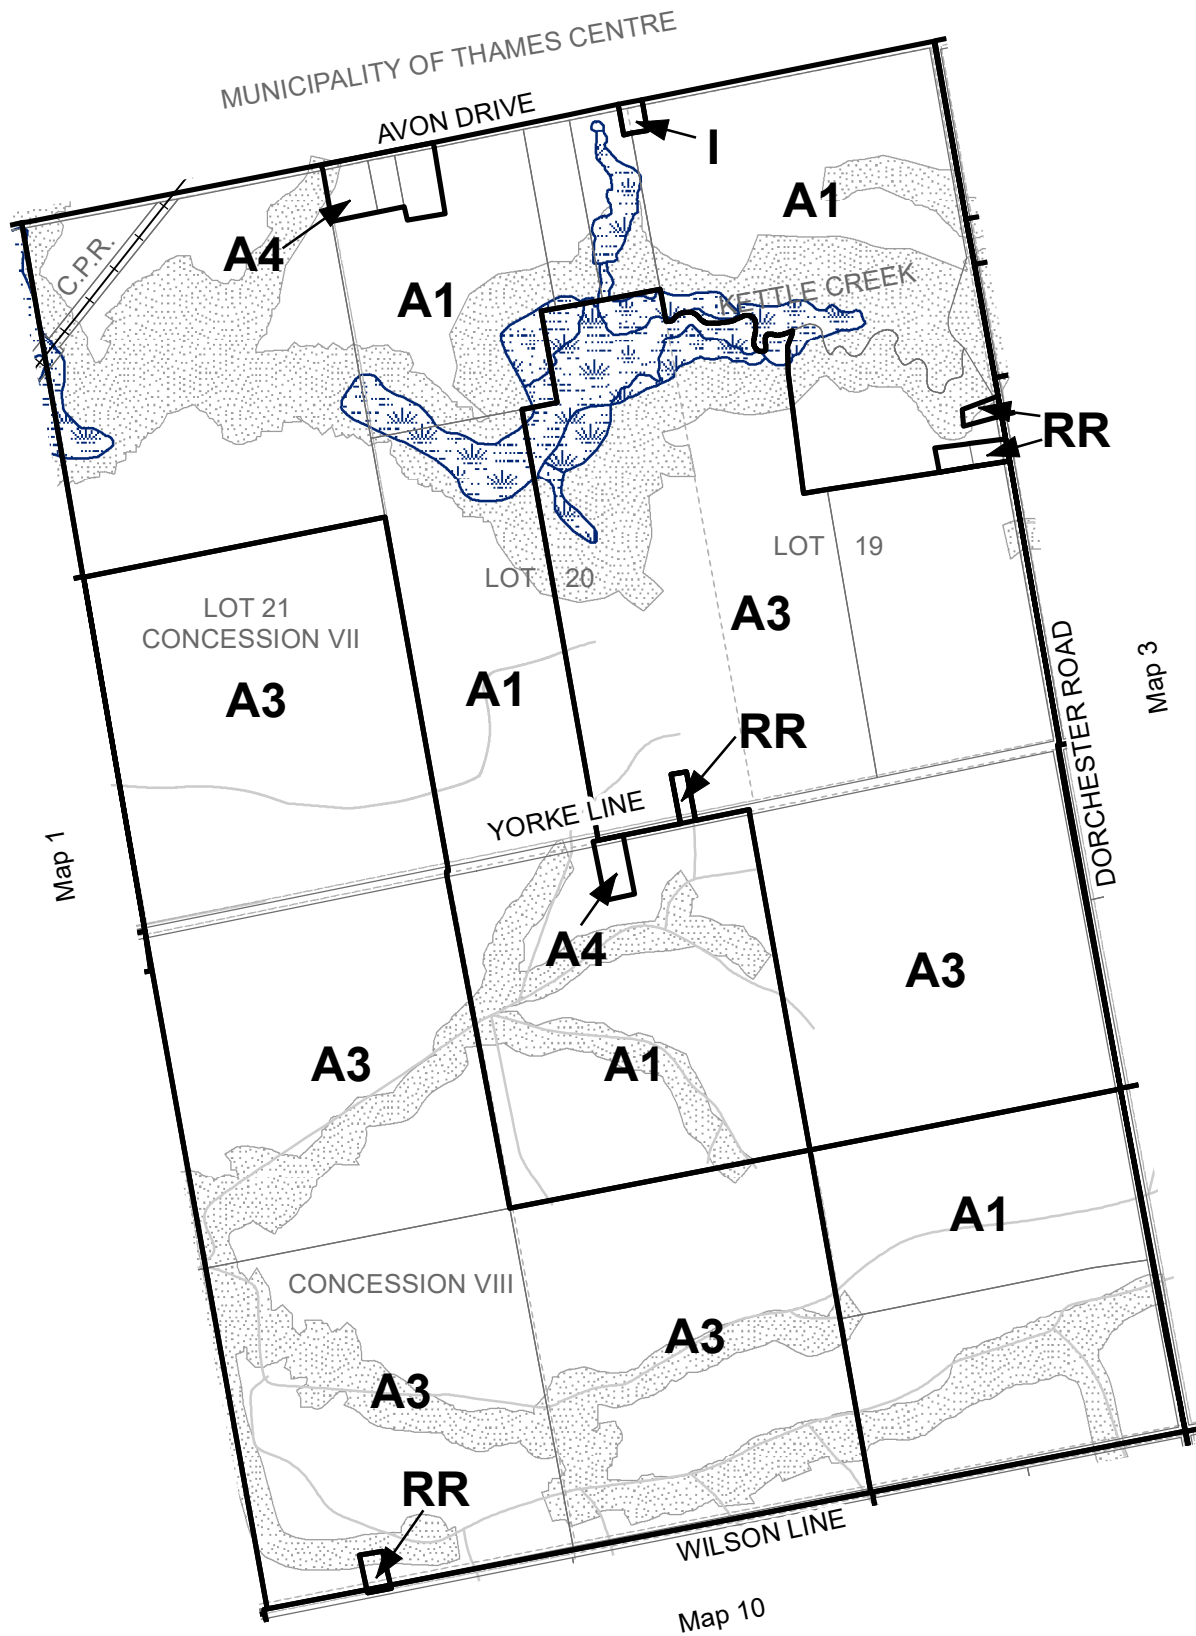 MUNICIPALITY OF THAMES CENTRE
AVON DRIVE
I
A1
C.P.R.
A4
A1
KETTLE CREEK
RR
LOT 19
LOT 20
LOT 21
CONCESSION VII
A3
A3
A1
RR
DORCHESTER ROAD
Map 3
YORKE LINE
Map 1
A4
A3
A3
A1
A1
CONCESSION VIII
A3
A3
RR
WILSON LINE
Map 10